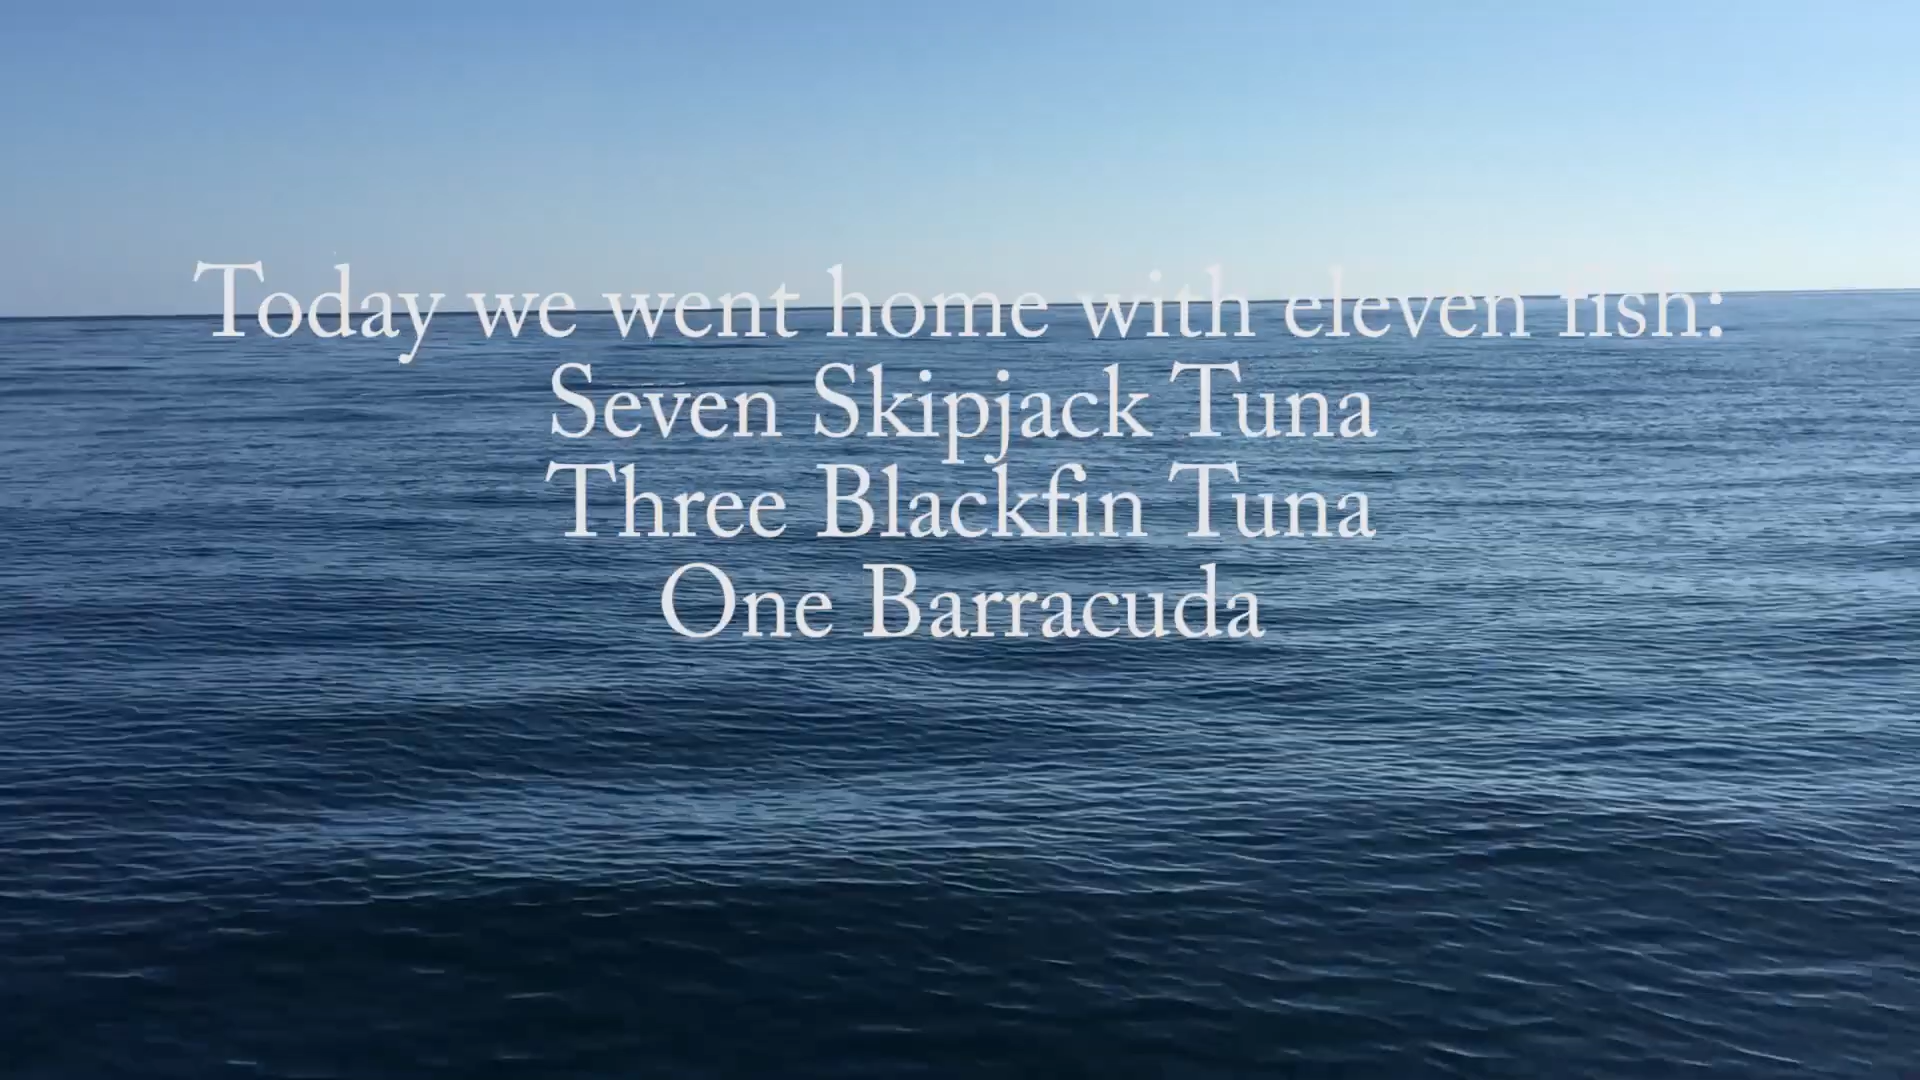 Today we went home with eleven fish:
Seven Skipjack Tuna
Three Blackfin Tuna
One Barracuda